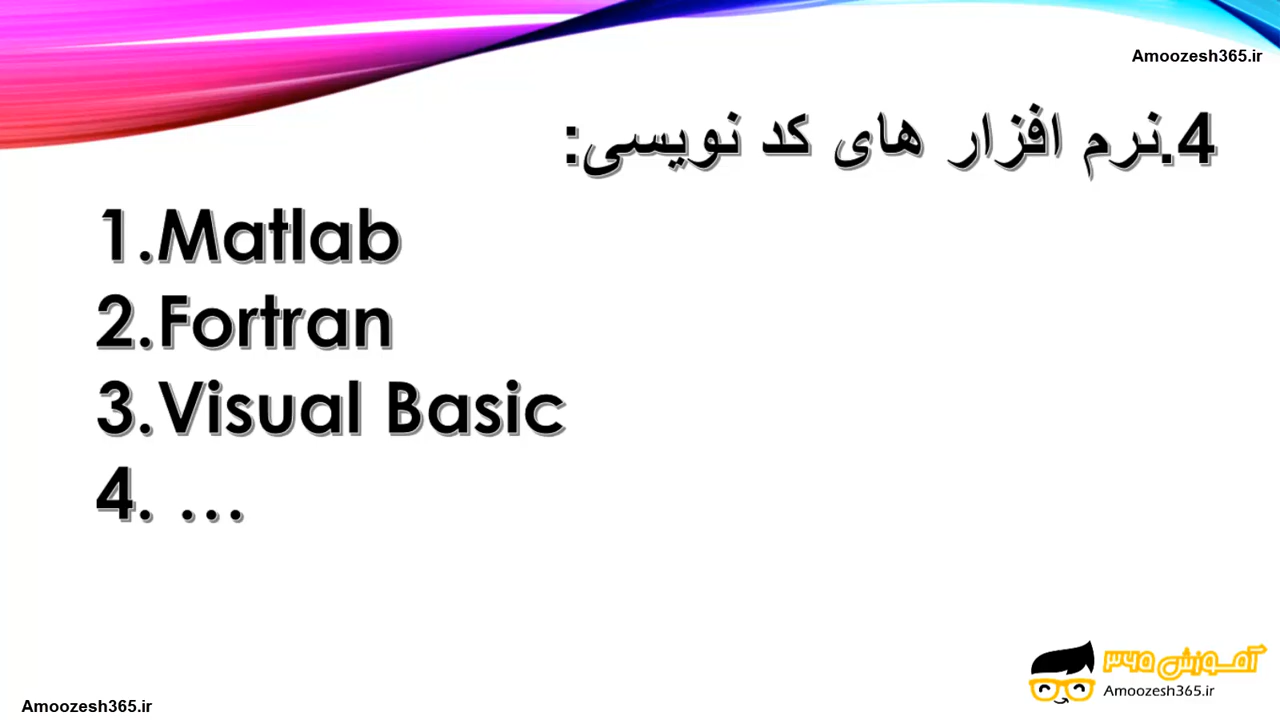 Amoozesh365.ir
4.نرم افزار های کد نویسی:
1.Matlab
2.Fortran
3.Visual Basic
4. ...
آموزش ۳۶۵
Amoozesh365.ir
Amoozesh365.ir